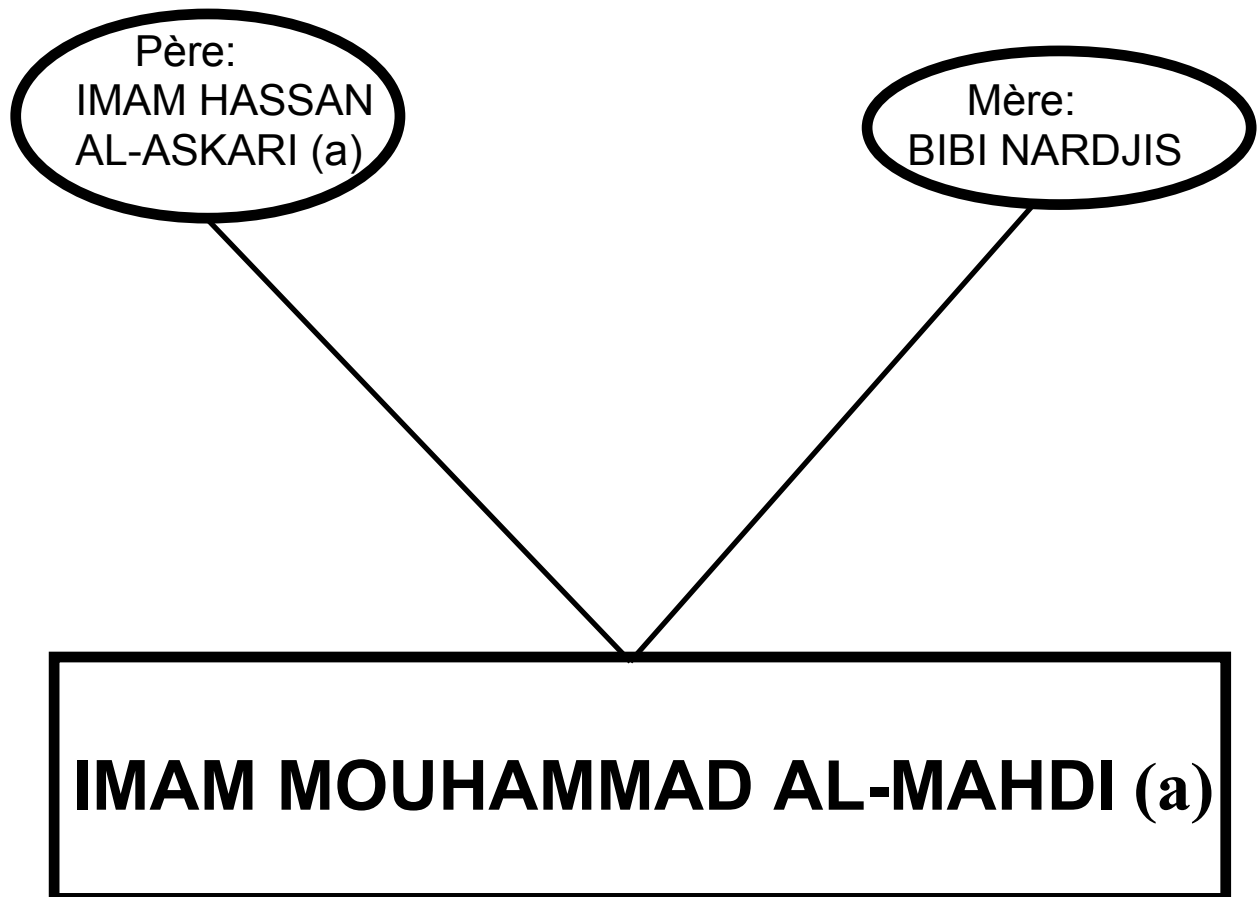 Père:
IMAM HASSAN
AL-ASKARI (a)
Mère:
BIBI NARDJIS
IMAM MOUHAMMAD AL-MAHDI (a)